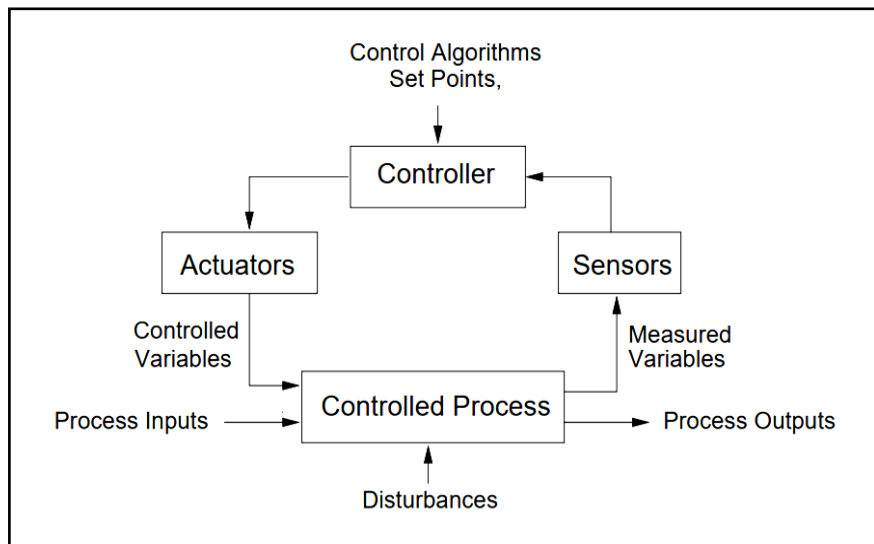 Control Algorithms
Set Points,
Controller
Actuators
Sensors
Controlled
Variables
Measured
Variables
Controlled Process
Process Inputs
Process Outputs
Disturbances